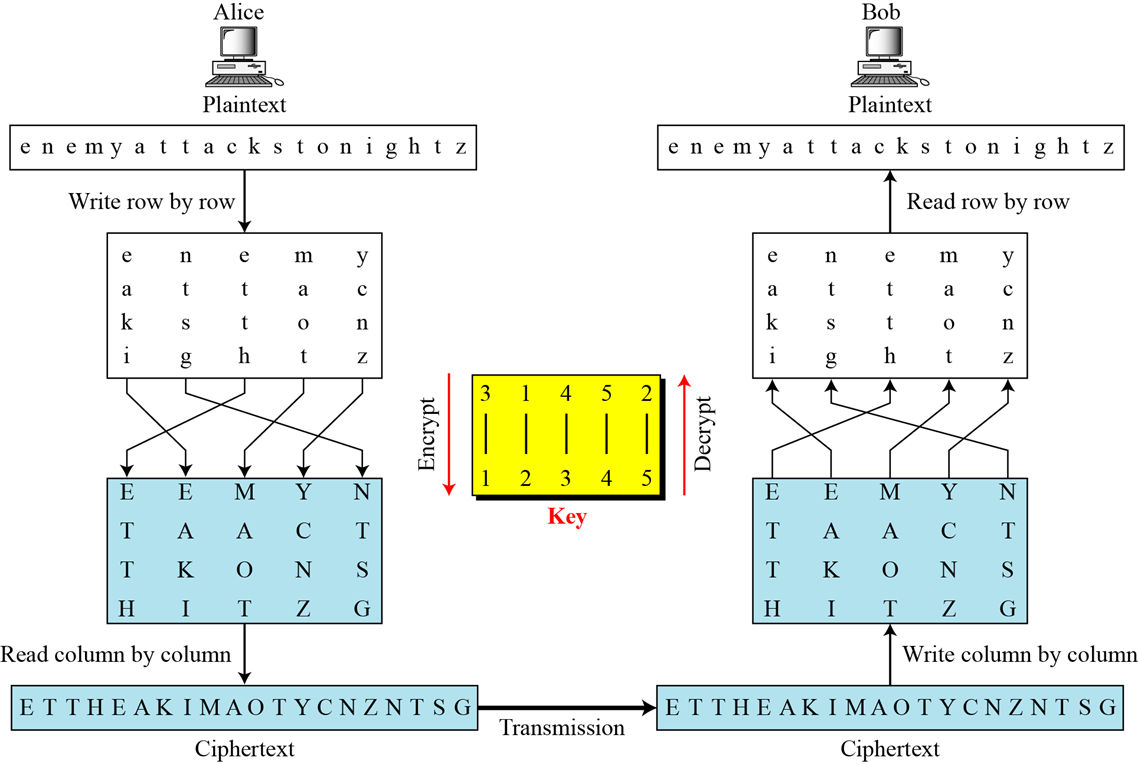 Alice
Plaintext
e n e m y a t t a c k s t o n i g h t z
Write row by row
e n e m y
a t t a c
k s t o n
i g h t z
E E M Y N
T A A C T
T K O N S
H I T Z G
Read column by column
E T T H E A K I M A O T Y C N Z N T S G
Ciphertext
Encrypt
3 1 4 5 2
1 2 3 4 5
Key
Decrypt
Transmission
Bob
Plaintext
e n e m y a t t a c k s t o n i g h t z
Read row by row
e n e m y
a t t a c
k s t o n
i g h t z
E E M Y N
T A A C T
T K O N S
H I T Z G
Write column by column
E T T H E A K I M A O T Y C N Z N T S G
Ciphertext